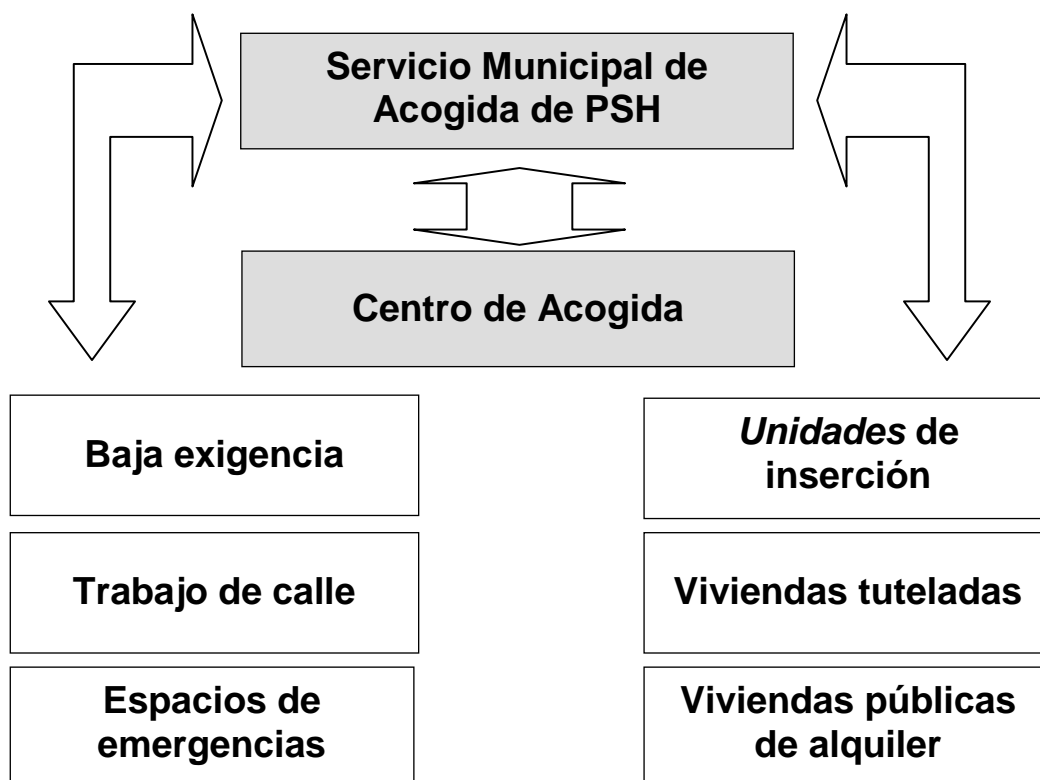 Servicio Municipal de
Acogida de PSH
Centro de Acogida
Baja exigencia
Trabajo de calle
Espacios de
emergencias
Unidades de
inserción
Viviendas tuteladas
Viviendas públicas
de alquiler